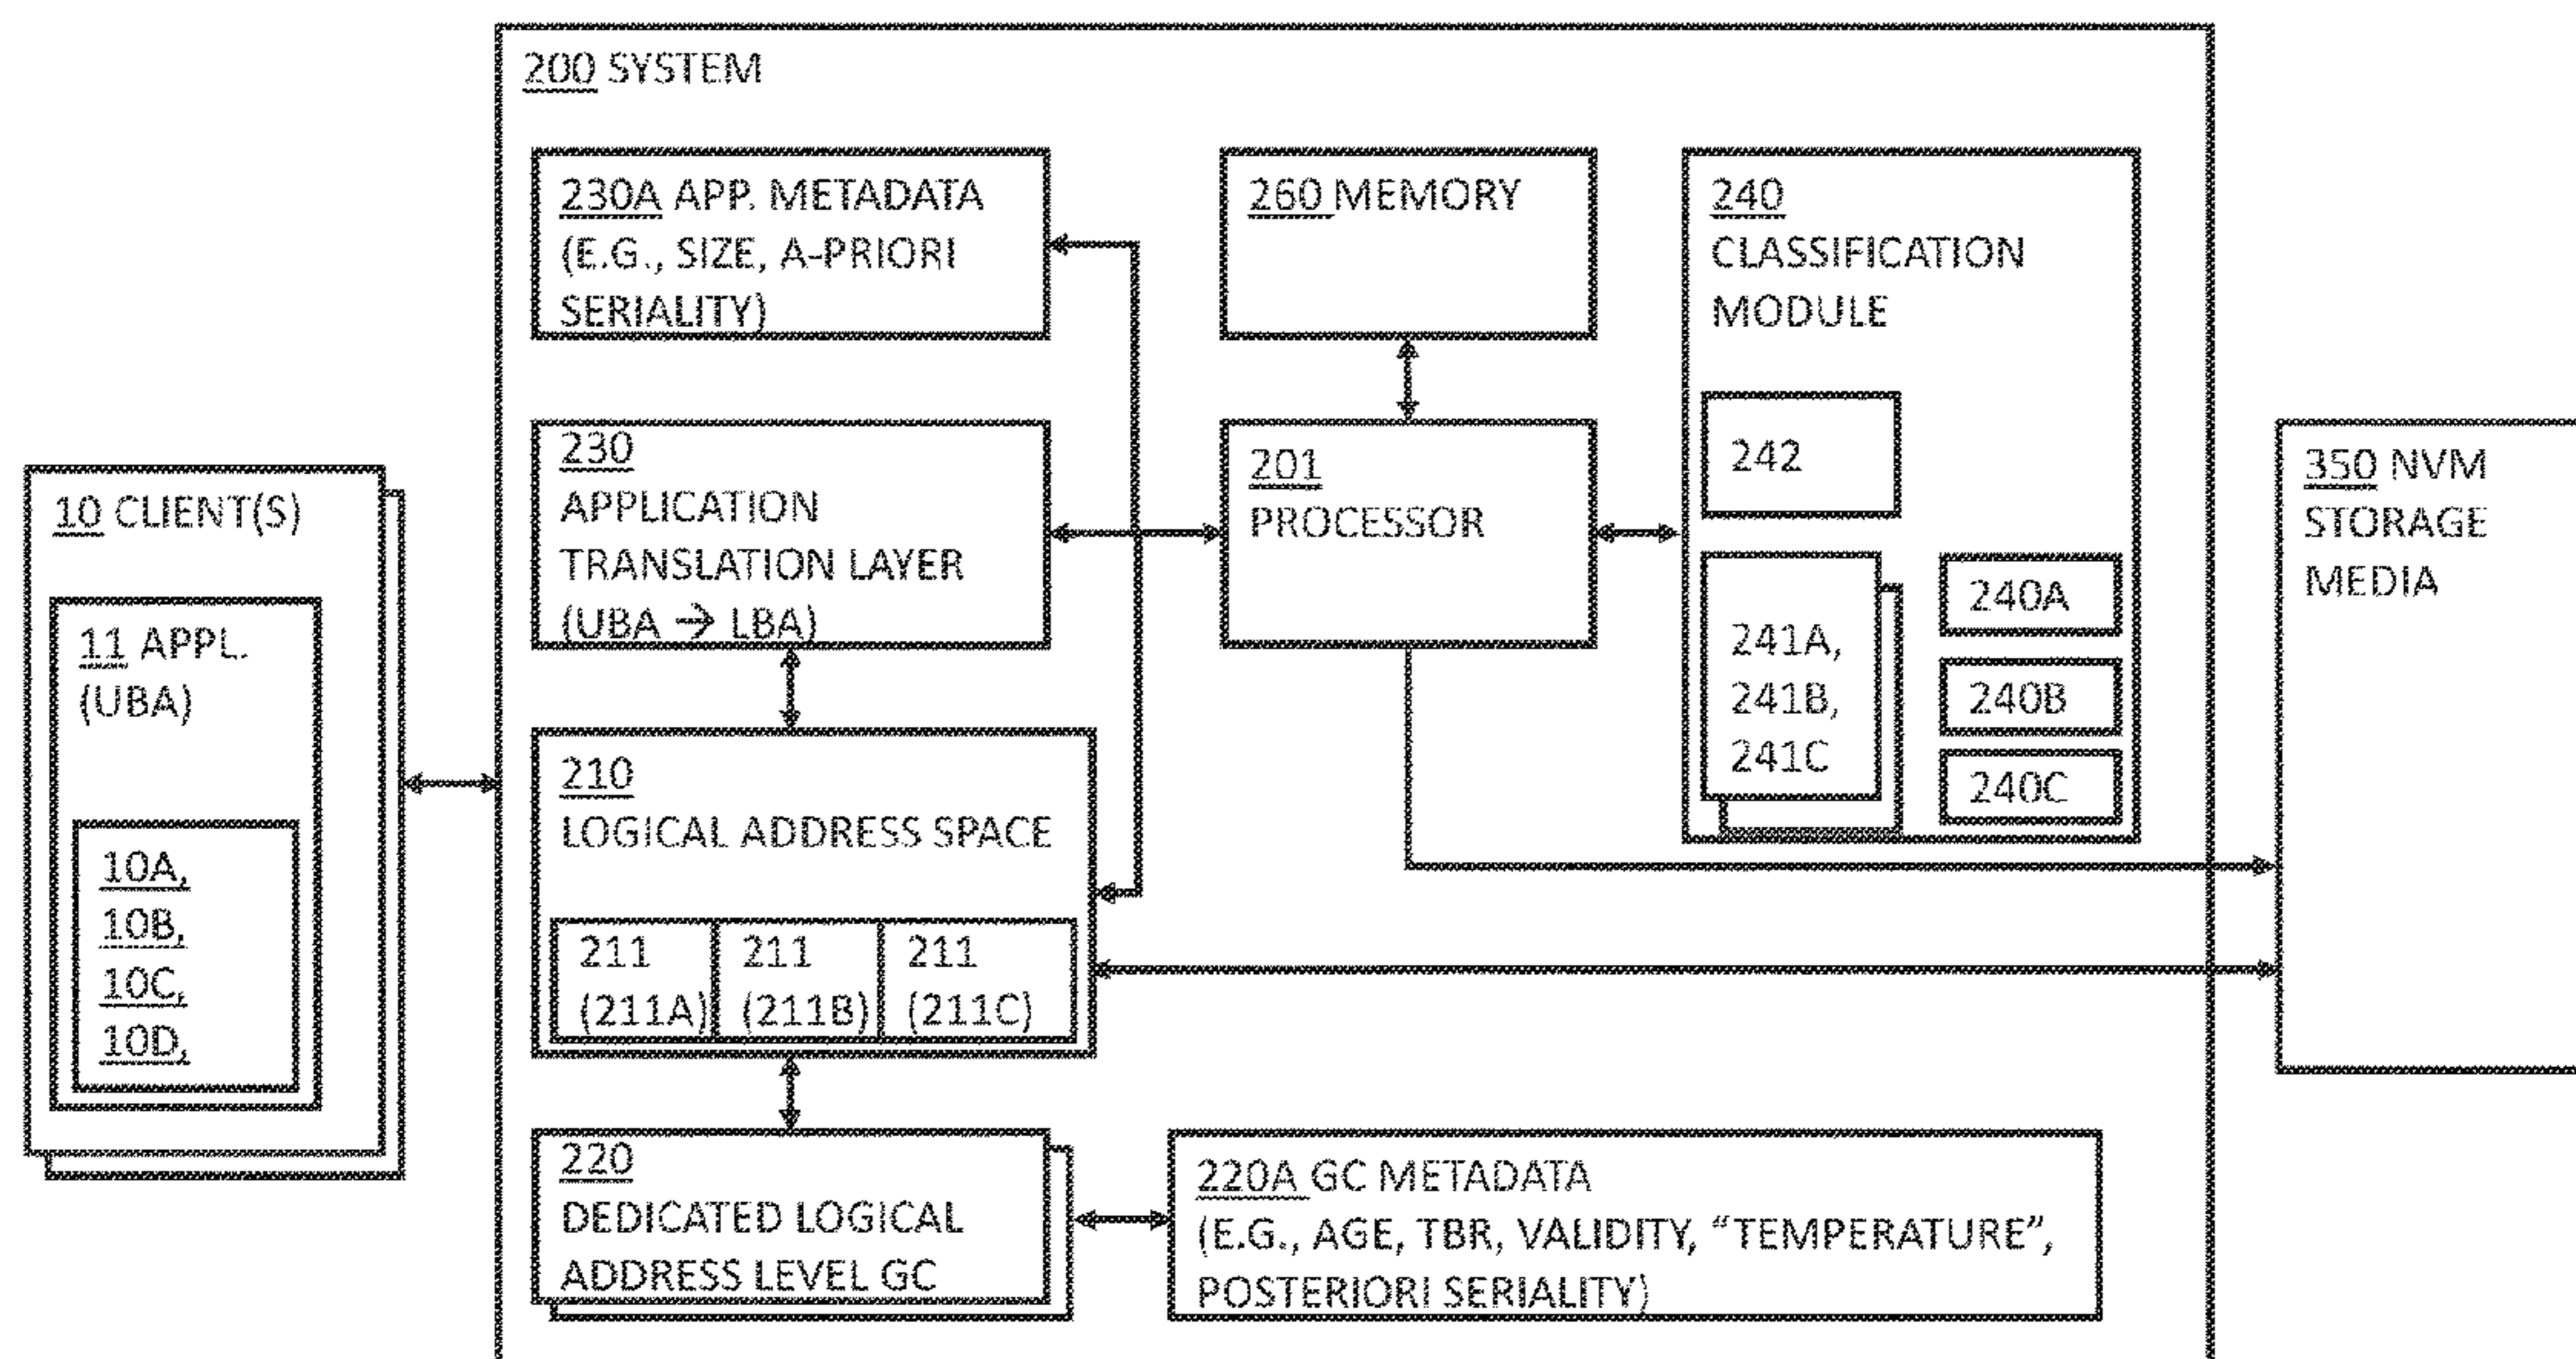 200 SYSTEM
230A APP. METADATA
(E.G., SIZE, A-PRIORI
SERIALITY)
260 MEMORY
240
CLASSIFICATION
MODULE
242
241A,
241B,
241C
240A
240B
240C
230
APPLICATION
TRANSLATION LAYER
(UBA → LBA)
201
PROCESSOR
350 NVM
STORAGE
MEDIA
10 CLIENT(S)
11 APPL.
(UBA)
10A,
10B,
10C,
10D,
210
LOGICAL ADDRESS SPACE
211
(211A)
211
(211B)
211
(211C)
220
DEDICATED LOGICAL
ADDRESS LEVEL GC
220A GC METADATA
(E.G., AGE, TBR, VALIDITY, “TEMPERATURE”,
POSTERIORI SERIALITY)